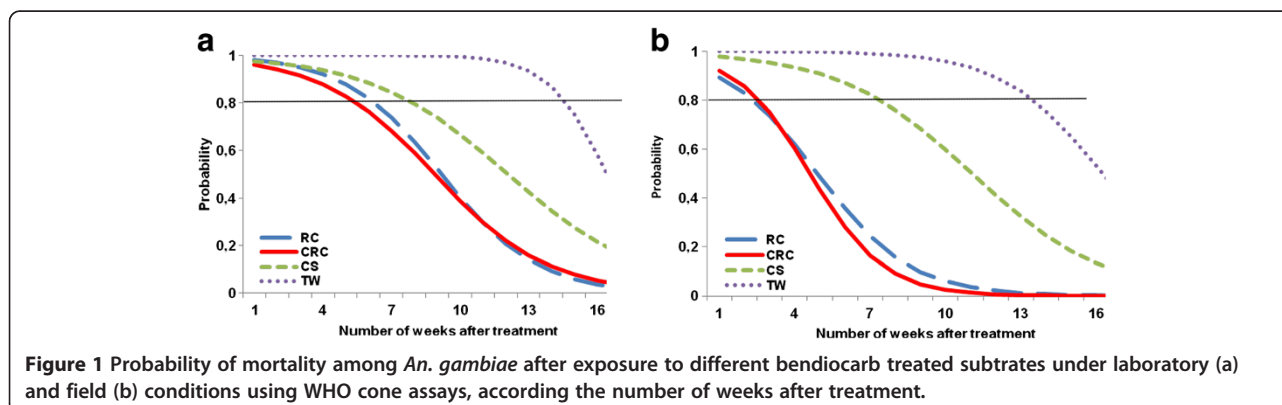 a
1
0.8
0.6
0.4
0.2
0
Probability
RC
CRC
CS
TW
1 4 7 10 13 16
Number of weeks after treatment
b
1
0.8
0.6
0.4
0,2
0
Probability
RC
CRC
CS
TW
1 4 7 10 13 16
Number of weeks after treatment
Figure 1 Probability of mortality among An. gambiae after exposure to different bendiocarb treated subtrates under laboratory (a)
and field (b) conditions using WHO cone assays, according the number of weeks after treatment.